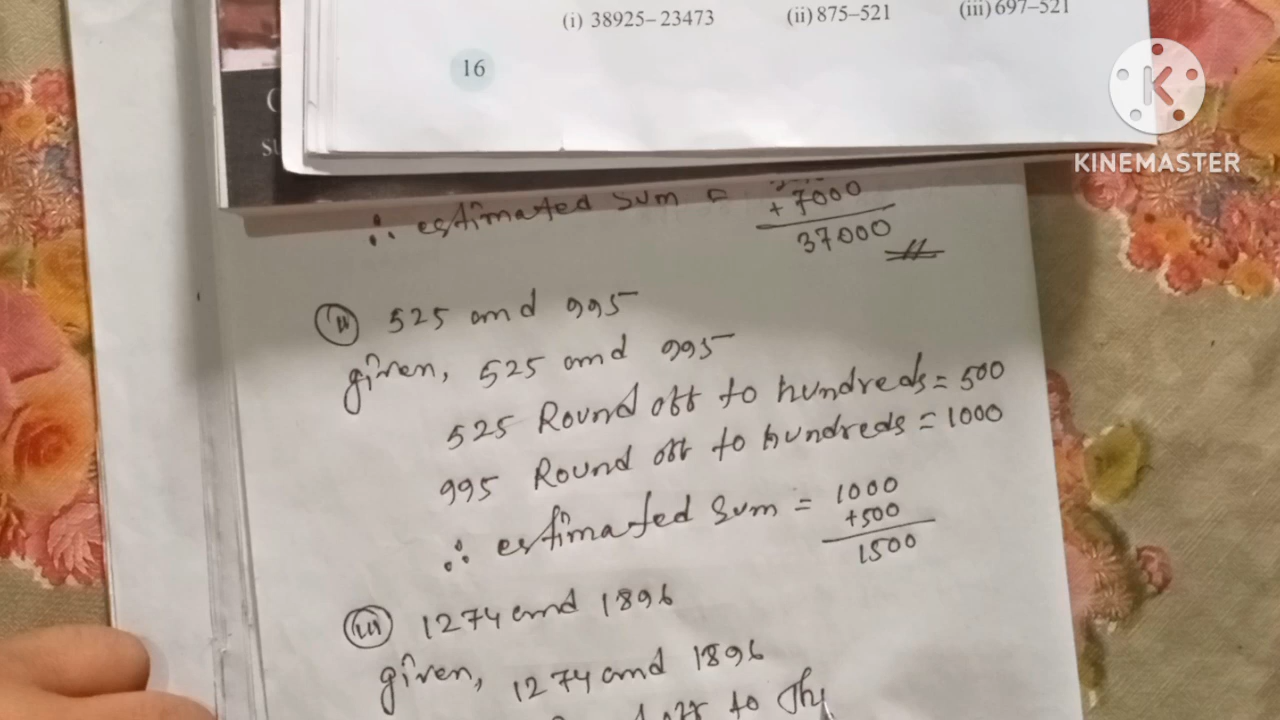 (i) 38925–23473 (ii) 875–521 (iii) 697–521
16
KINEMASTER
∴ estimated sum =
+ 7000
37000
(ii) 525 and 995
given, 525 and 995
525 Round off to hundreds = 500
995 Round off to hundreds = 1000
∴ estimated sum = 1000
+500
1500
(iii) 1274 and 1896
given, 1274 and 1896
to Th